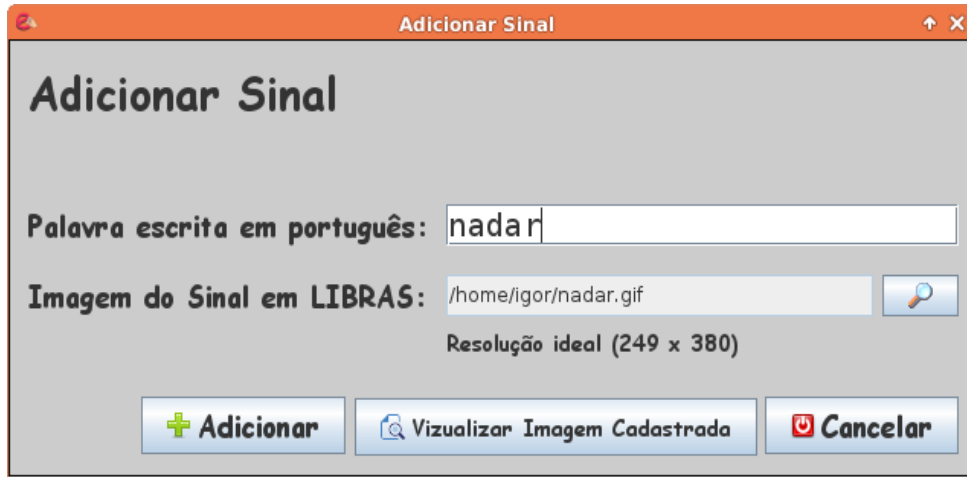 Adicionar Sinal
Adicionar Sinal
Palavra escrita em português: nadar
Imagem do Sinal em LIBRAS: /home/igor/nadar.gif
Resolução ideal (249 x 380)
Adicionar Vizualizar Imagem Cadastrada Cancelar